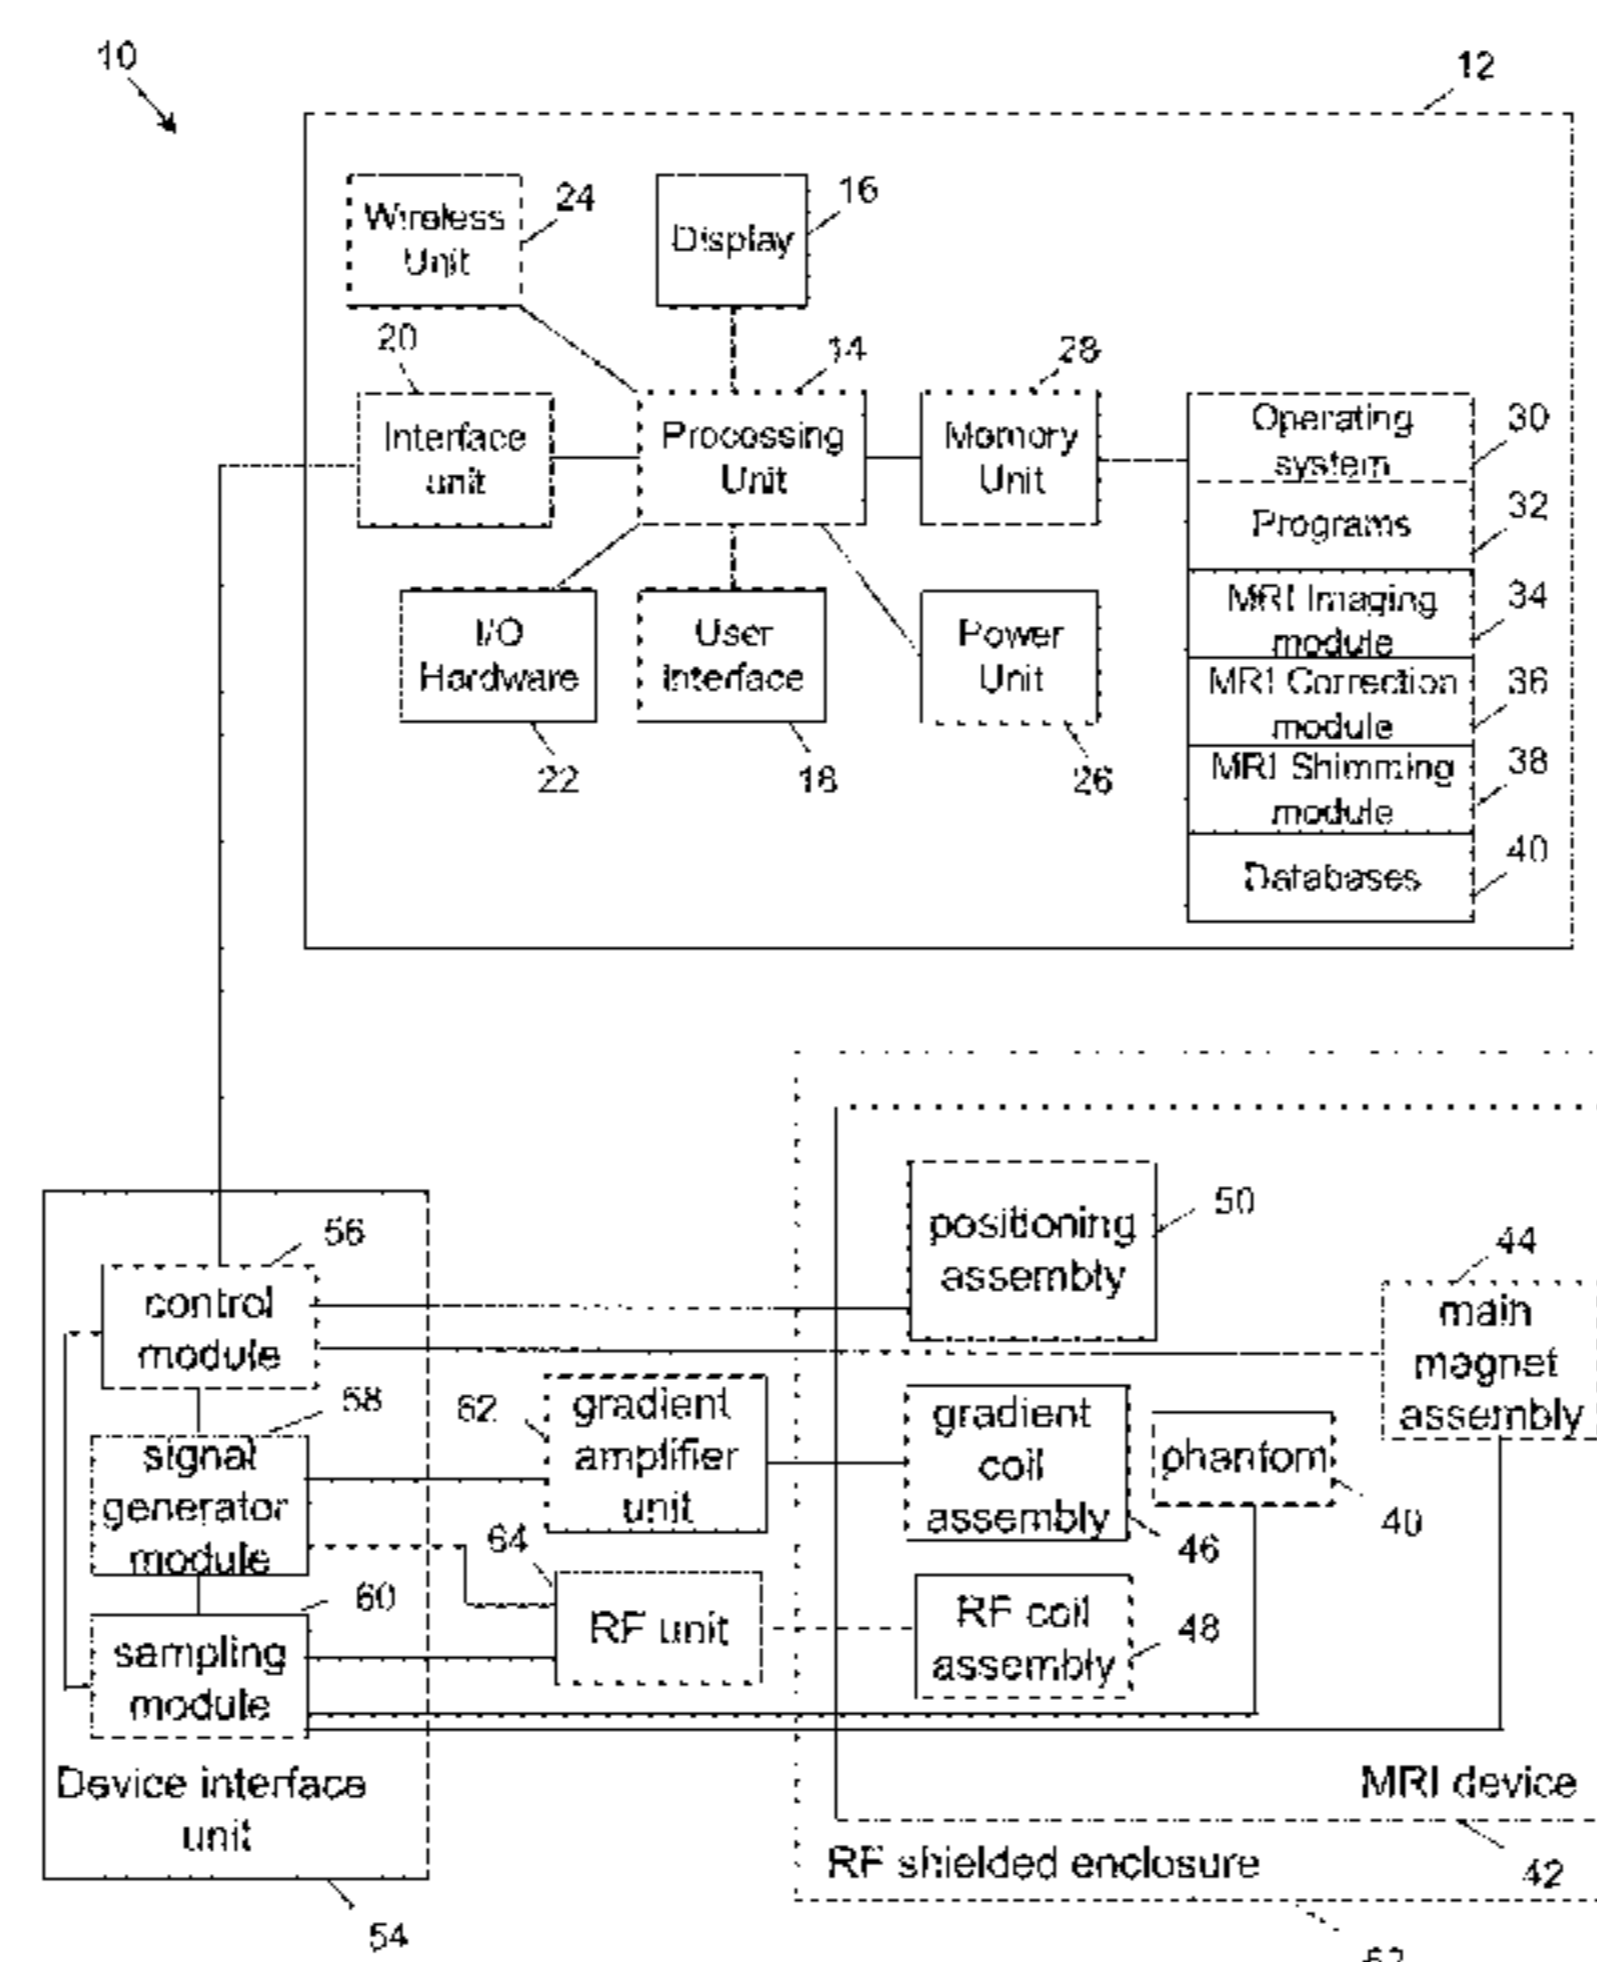 10
12
Wireless
Unit
24
Display
16
20
14
28
Interface
unit
Processing
Unit
Memory
Unit
Operating
system
30
Programs
32
MRI Imaging
module
34
MRI Correction
module
36
MRI Shimming
module
38
Databases
40
I/O
Hardware
22
User
Interface
18
Power
Unit
26
56
control
module
58
signal
generator
module
60
sampling
module
Device interface
unit
54
62
gradient
amplifier
unit
64
RF unit
positioning
assembly
50
44
main
magnet
assembly
gradient
coil
assembly
46
phantom
40
RF coil
assembly
48
MRI device
42
RF shielded enclosure